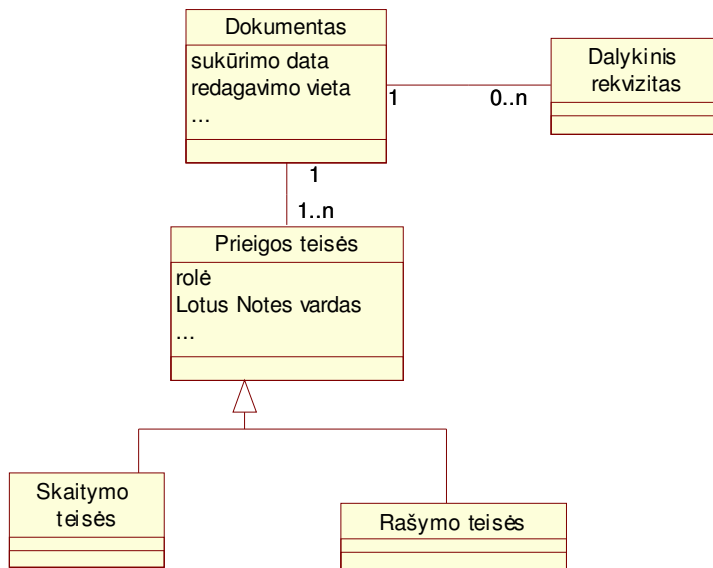 Dokumentas
sukūrimo data
redagavimo vieta
...
1
0..n
Dalykinis
rekvizitas
1
1..n
Prieigos teisės
rolė
Lotus Notes vardas
...
Skaitymo
teisės
Rašymo teisės